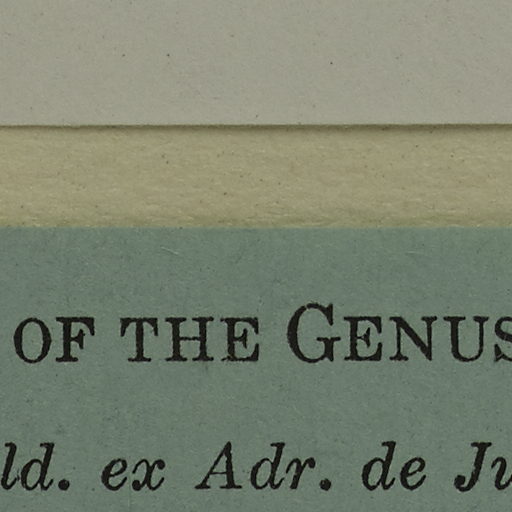 OF THE GENUS
ld. ex Adr. de Ju